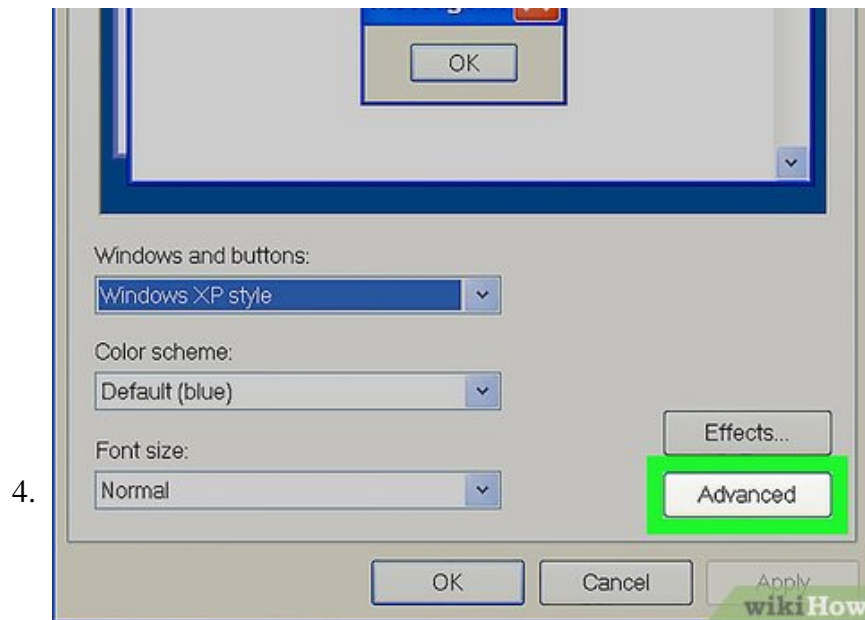 OK
Windows and buttons:
Windows XP style
Color scheme:
Default (blue)
Effects...
Font size:
4.
Normal
Advanced
OK Cancel Apply
wikiHow